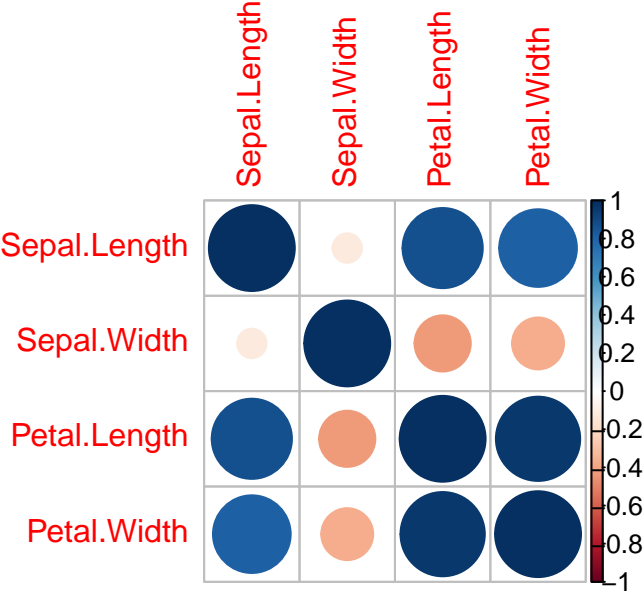 Sepal.Length
Sepal.Width
Petal.Length
Petal.Width
Sepal.Length
Sepal.Width
Petal.Length
Petal.Width
1
0.8
0.6
0.4
0.2
0
-0.2
-0.4
-0.6
-0.8
-1